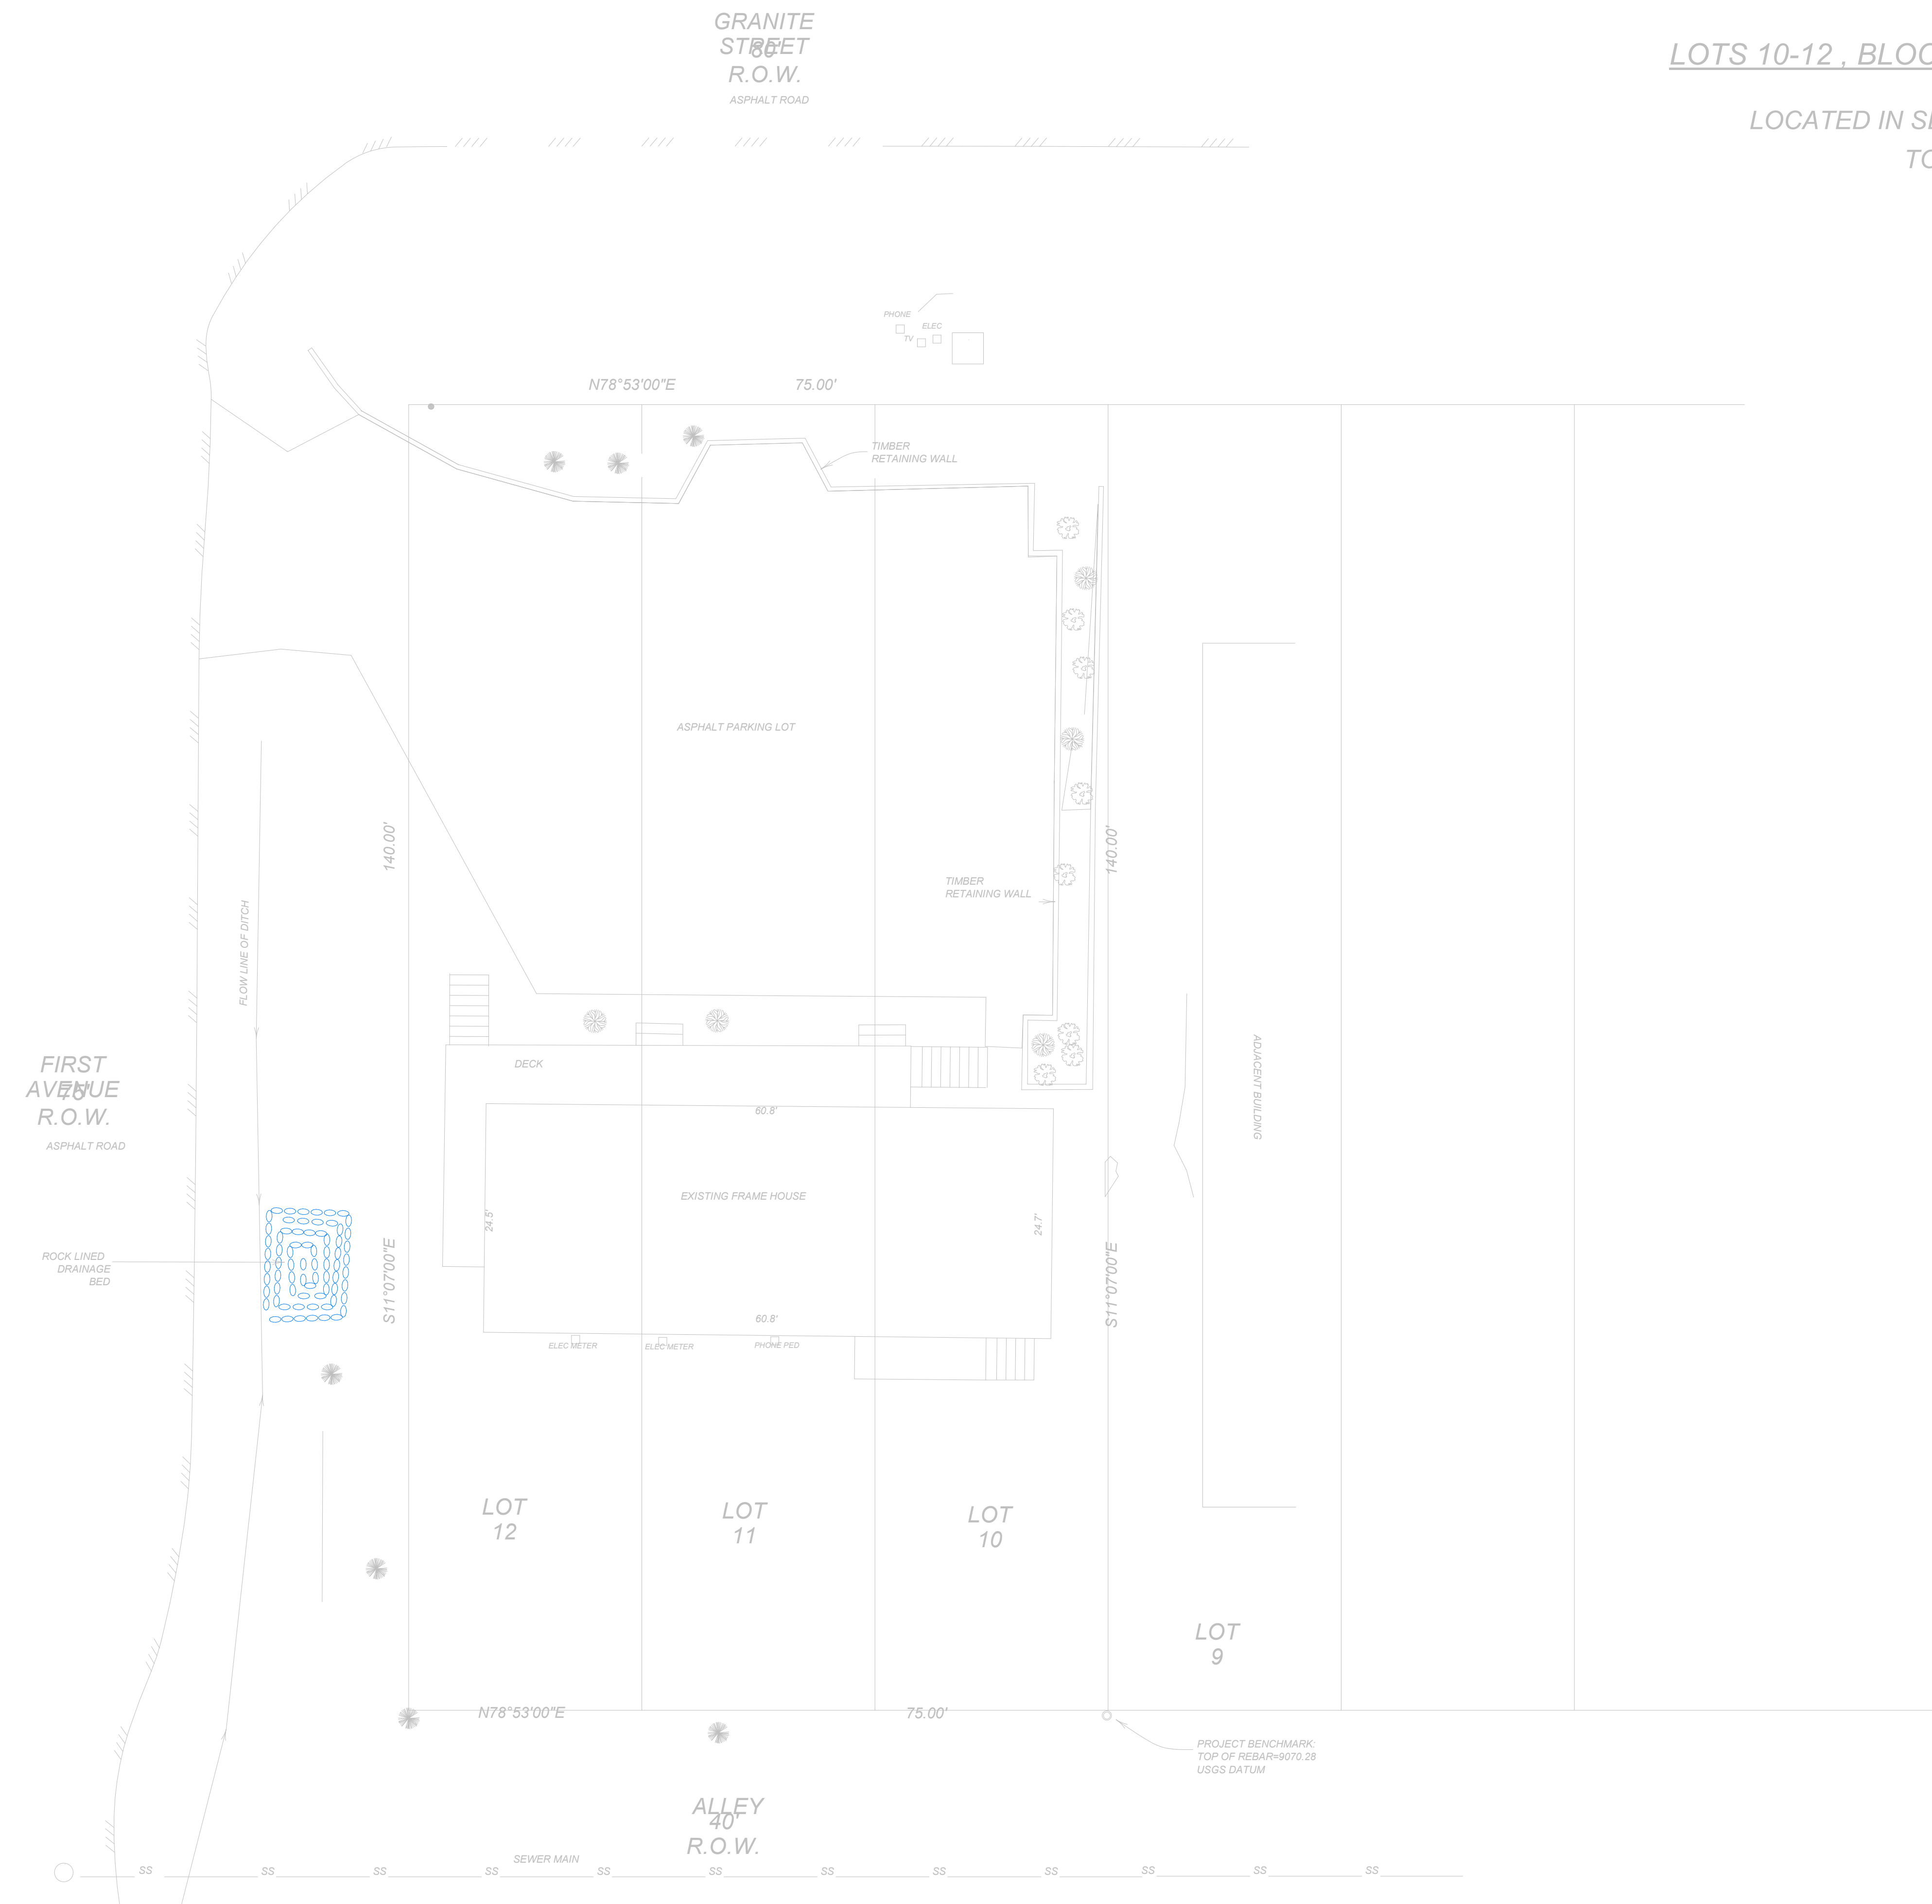 GRANITE
STREET
80'
R.O.W.
ASPHALT ROAD
LOTS 10-12 , BLOC
LOCATED IN SE
TO
PHONE
ELEC
TV
N78°53'00"E
75.00'
TIMBER
RETAINING WALL
ASPHALT PARKING LOT
140.00'
140.00'
TIMBER
RETAINING WALL
FLOW LINE OF DITCH
FIRST
AVENUE
75'
R.O.W.
ASPHALT ROAD
DECK
60.8'
ADJACENT BUILDING
EXISTING FRAME HOUSE
24.5'
24.7'
ROCK LINED
DRAINAGE
BED
S11°07'00"E
S11°07'00"E
60.8'
ELEC METER
ELEC METER
PHONE PED
LOT
12
LOT
11
LOT
10
LOT
9
N78°53'00"E
75.00'
PROJECT BENCHMARK:
TOP OF REBAR=9070.28
USGS DATUM
ALLEY
40'
R.O.W.
SEWER MAIN
SS SS SS SS SS SS SS SS SS SS SS SS